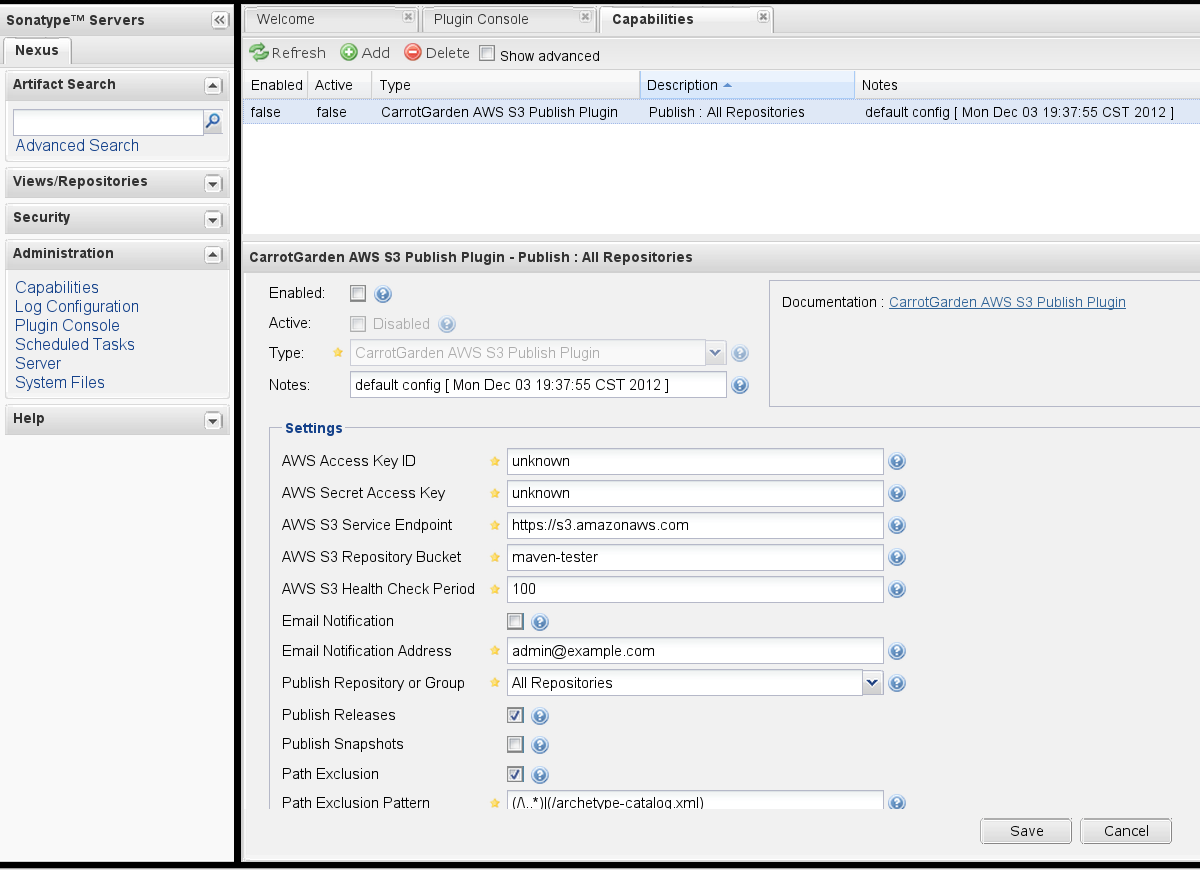 Sonatype™ Servers
Nexus
Artifact Search
Advanced Search
Views/Repositories
Security
Administration
Capabilities
Log Configuration
Plugin Console
Scheduled Tasks
Server
System Files
Help
Welcome Plugin Console Capabilities
Refresh Add Delete Show advanced
Enabled Active Type Description Notes
false false CarrotGarden AWS S3 Publish Plugin Publish : All Repositories default config [ Mon Dec 03 19:37:55 CST 2012 ]
CarrotGarden AWS S3 Publish Plugin - Publish : All Repositories
Enabled:
Active: Disabled
Type: CarrotGarden AWS S3 Publish Plugin
Notes: default config [ Mon Dec 03 19:37:55 CST 2012 ]
Documentation : CarrotGarden AWS S3 Publish Plugin
Settings
AWS Access Key ID unknown
AWS Secret Access Key unknown
AWS S3 Service Endpoint https://s3.amazonaws.com
AWS S3 Repository Bucket maven-tester
AWS S3 Health Check Period 100
Email Notification
Email Notification Address admin@example.com
Publish Repository or Group All Repositories
Publish Releases
Publish Snapshots
Path Exclusion
Path Exclusion Pattern (/\..*)|(/archetype-catalog.xml)
Save Cancel